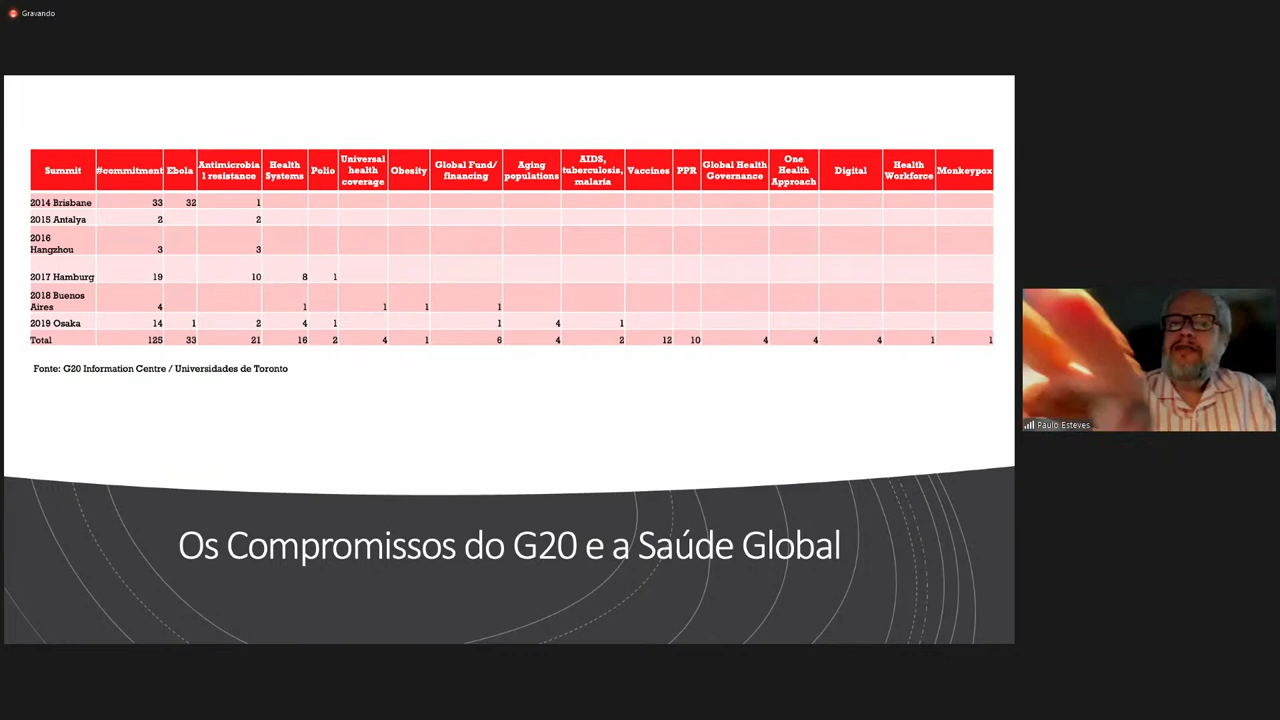 Gravando
Summit #commitment Ebola Antimicrobia l resistance Health Systems Polio Universal health coverage Obesity Global Fund/ financing Aging populations AIDS, tuberculosis, malaria Vaccines PPR Global Health Governance One Health Approach Digital Health Workforce Monkeypox
2014 Brisbane 33 32 1
2015 Antalya 2 2
2016
Hangzhou 3 3
2017 Hamburg 19 10 8 1
2018 Buenos
Aires 4 1 1 1 1
2019 Osaka 14 1 2 4 1 1 4 1
Total 125 33 21 16 2 4 1 6 4 2 12 10 4 4 4 1 1
Fonte: G20 Information Centre / Universidades de Toronto
Paulo Esteves
Os Compromissos do G20 e a Saúde Global